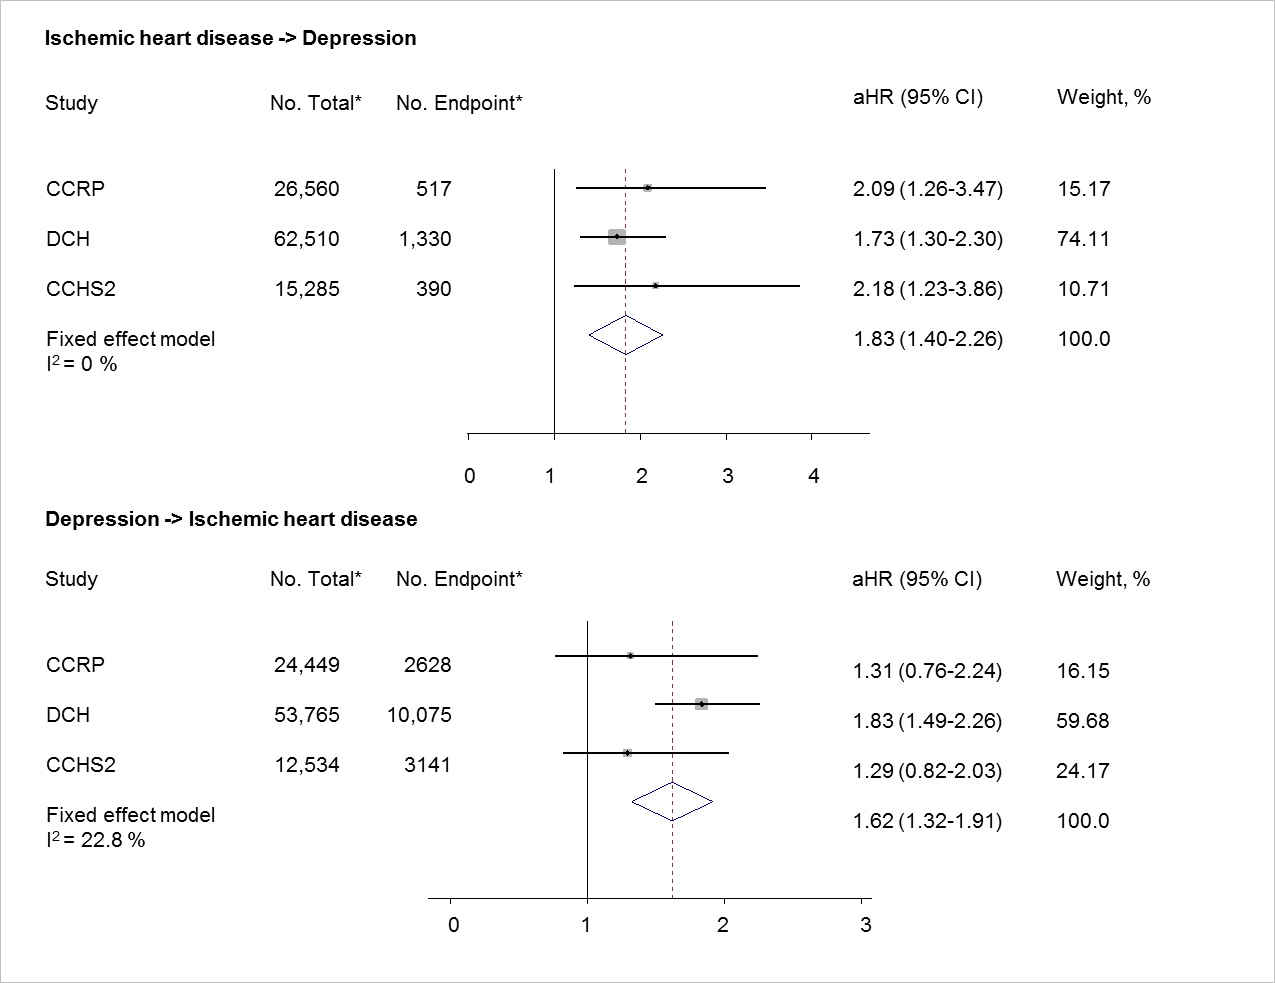 Ischemic heart disease -> Depression
Study No. Total* No. Endpoint* aHR (95% CI) Weight, %
CCRP 26,560 517 2.09 (1.26-3.47) 15.17
DCH 62,510 1,330 1.73 (1.30-2.30) 74.11
CCHS2 15,285 390 2.18 (1.23-3.86) 10.71
Fixed effect model 1.83 (1.40-2.26) 100.0
I² = 0 %
0 1 2 3 4
Depression -> Ischemic heart disease
Study No. Total* No. Endpoint* aHR (95% CI) Weight, %
CCRP 24,449 2628 1.31 (0.76-2.24) 16.15
DCH 53,765 10,075 1.83 (1.49-2.26) 59.68
CCHS2 12,534 3141 1.29 (0.82-2.03) 24.17
Fixed effect model 1.62 (1.32-1.91) 100.0
I² = 22.8 %
0 1 2 3